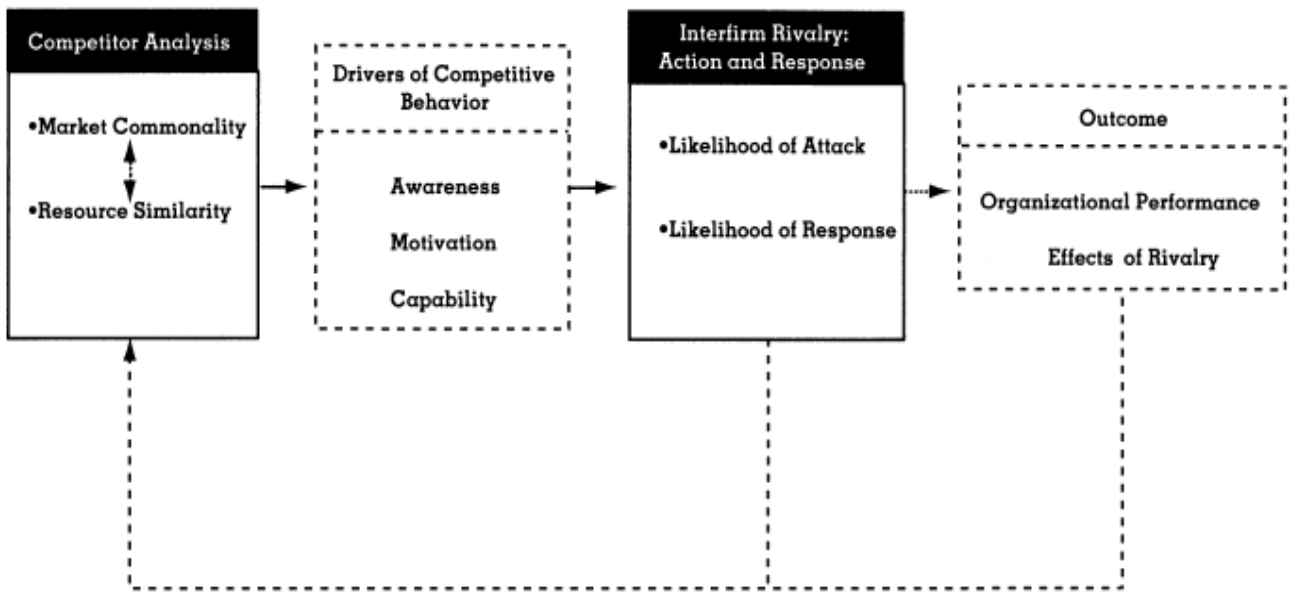 Competitor Analysis
•Market Commonality
•Resource Similarity
Drivers of Competitive
Behavior
Awareness
Motivation
Capability
Interfirm Rivalry:
Action and Response
•Likelihood of Attack
•Likelihood of Response
Outcome
Organizational Performance
Effects of Rivalry